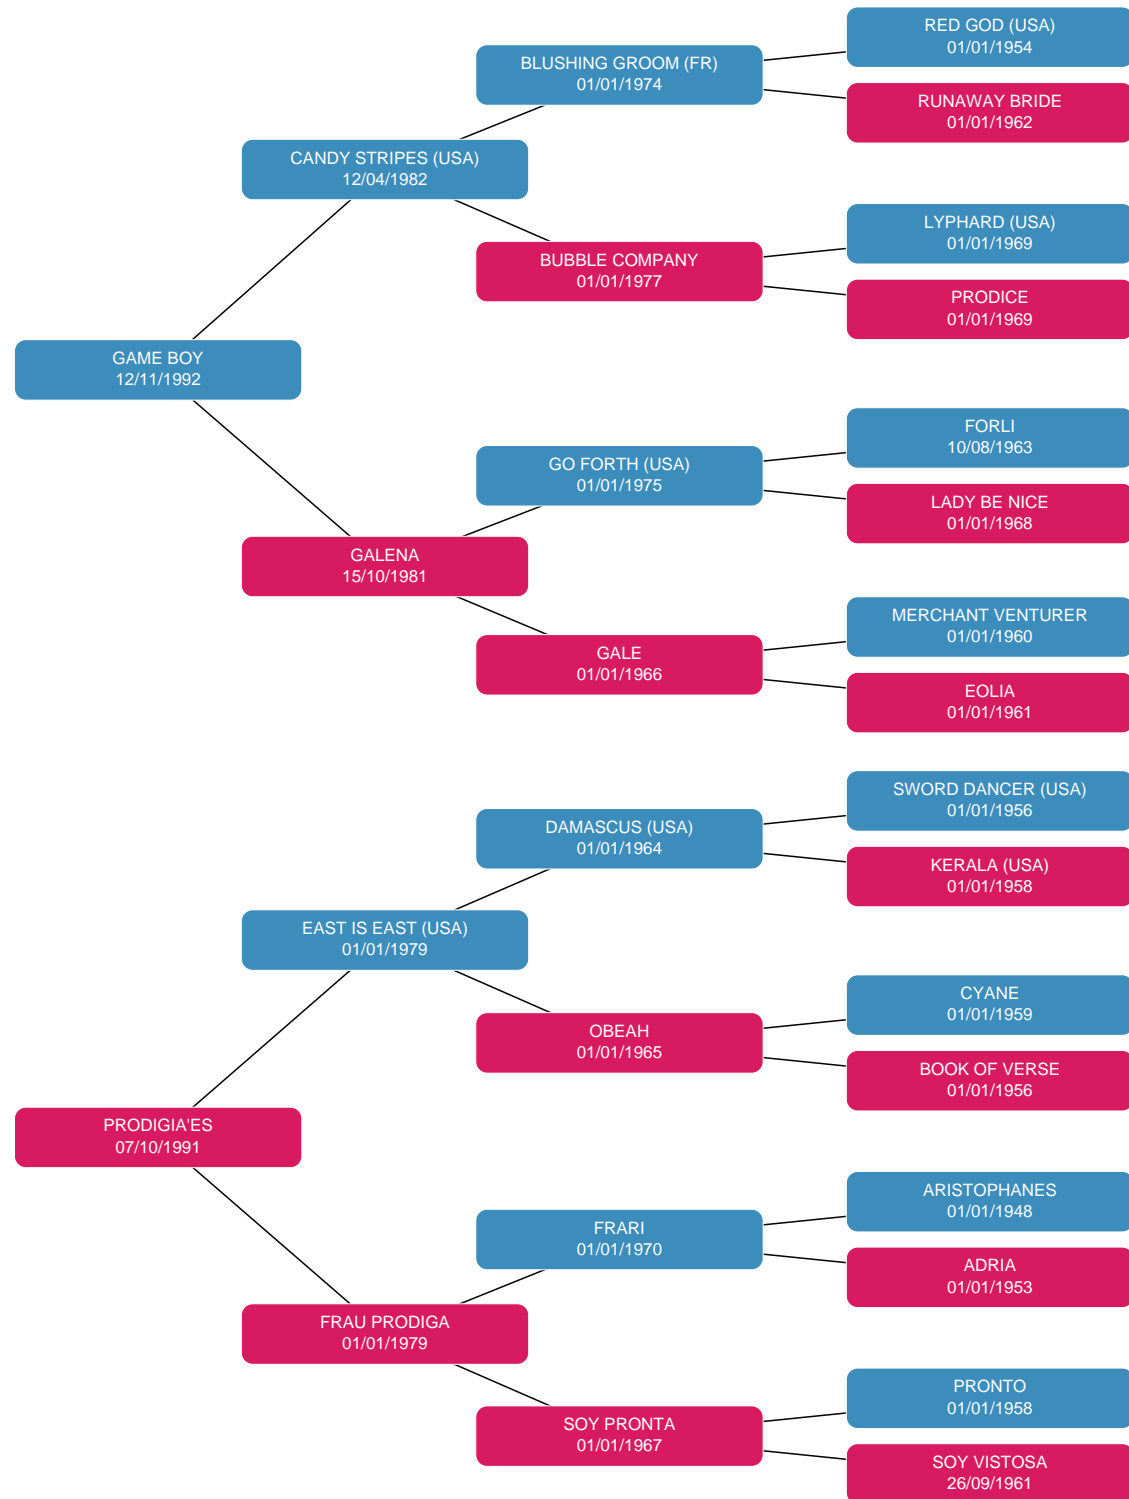 RED GOD (USA)
01/01/1954
BLUSHING GROOM (FR)
01/01/1974
RUNAWAY BRIDE
01/01/1962
CANDY STRIPES (USA)
12/04/1982
LYPHARD (USA)
01/01/1969
BUBBLE COMPANY
01/01/1977
PRODICE
01/01/1969
GAME BOY
12/11/1992
FORLI
10/08/1963
GO FORTH (USA)
01/01/1975
LADY BE NICE
01/01/1968
GALENA
15/10/1981
MERCHANT VENTURER
01/01/1960
GALE
01/01/1966
EOLIA
01/01/1961
SWORD DANCER (USA)
01/01/1956
DAMASCUS (USA)
01/01/1964
KERALA (USA)
01/01/1958
EAST IS EAST (USA)
01/01/1979
CYANE
01/01/1959
OBEAH
01/01/1965
BOOK OF VERSE
01/01/1956
PRODIGIA'ES
07/10/1991
ARISTOPHANES
01/01/1948
FRARI
01/01/1970
ADRIA
01/01/1953
FRAU PRODIGA
01/01/1979
PRONTO
01/01/1958
SOY PRONTA
01/01/1967
SOY VISTOSA
26/09/1961